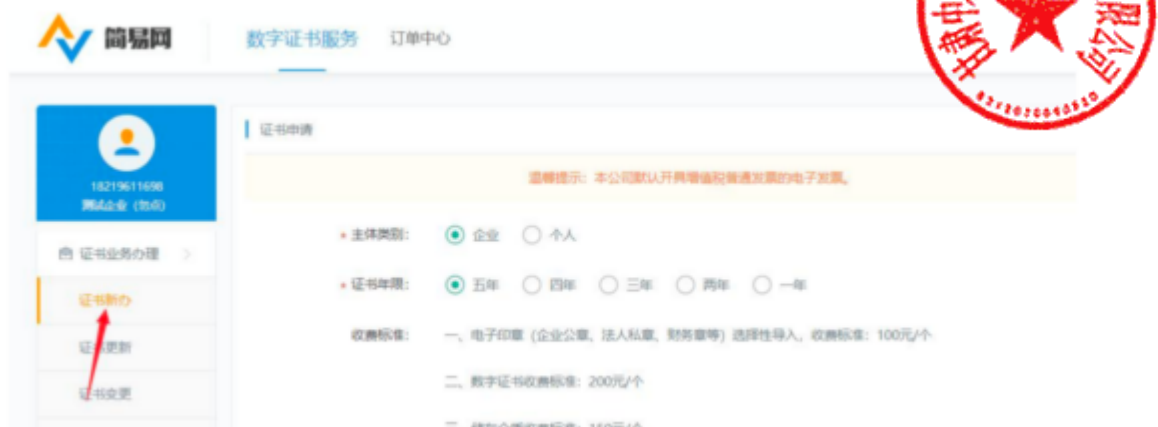 简易网
数字证书服务 订单中心
限公司
甘肃中
证书申请
18219611698
测试企业（勿动）
温馨提示：本公司默认开具增值税普通发票的电子发票。
* 主体类别： 企业 个人
证书业务办理 >
* 证书年限： 五年 四年 三年 两年 一年
证书新办
收费标准： 一、电子印章（企业公章、法人私章、财务章等）选择性导入，收费标准：100元/个
证书更新
二、数字证书收费标准：200元/个
证书变更